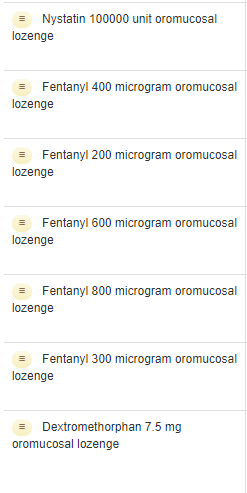 Nystatin 100000 unit oromucosal
lozenge
Fentanyl 400 microgram oromucosal
lozenge
Fentanyl 200 microgram oromucosal
lozenge
Fentanyl 600 microgram oromucosal
lozenge
Fentanyl 800 microgram oromucosal
lozenge
Fentanyl 300 microgram oromucosal
lozenge
Dextromethorphan 7.5 mg
oromucosal lozenge